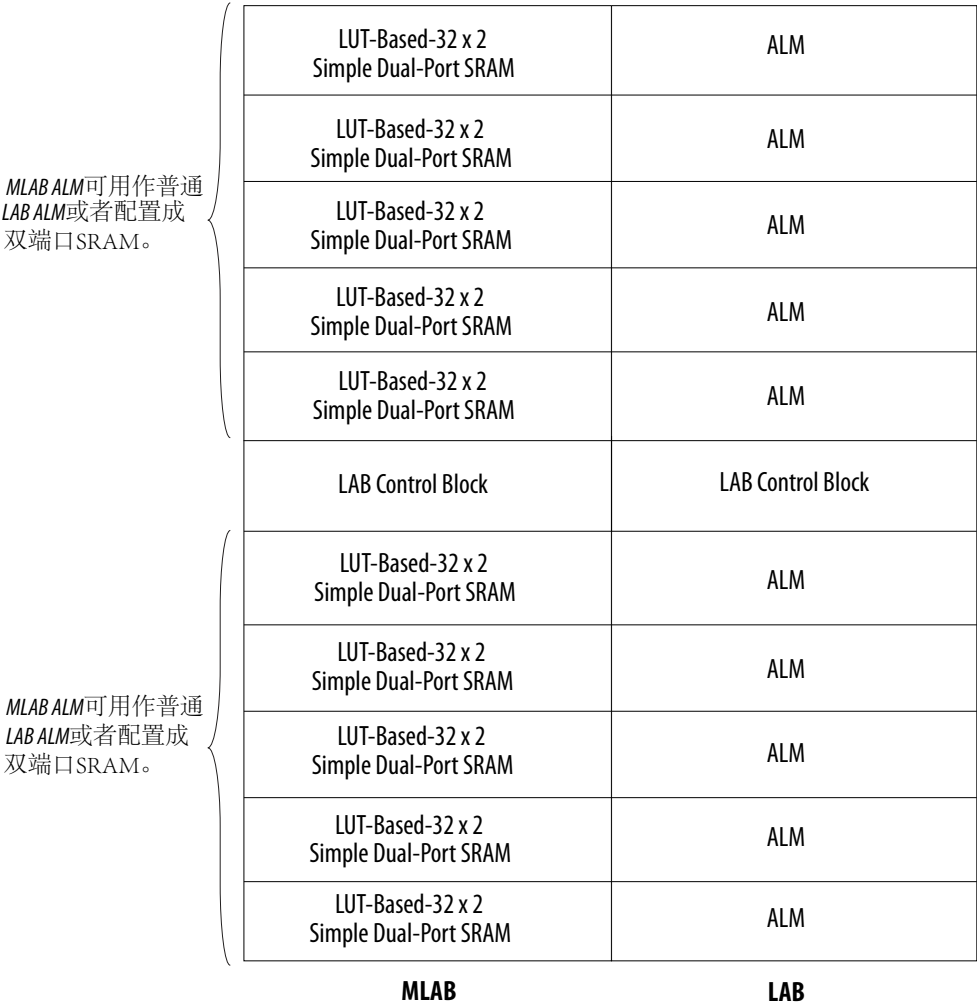 LUT-Based-32 x 2
Simple Dual-Port SRAM
ALM
LUT-Based-32 x 2
Simple Dual-Port SRAM
ALM
MLAB ALM可用作普通
LAB ALM或者配置成
双端口SRAM。
LUT-Based-32 x 2
Simple Dual-Port SRAM
ALM
LUT-Based-32 x 2
Simple Dual-Port SRAM
ALM
LUT-Based-32 x 2
Simple Dual-Port SRAM
ALM
LAB Control Block
LAB Control Block
LUT-Based-32 x 2
Simple Dual-Port SRAM
ALM
LUT-Based-32 x 2
Simple Dual-Port SRAM
ALM
MLAB ALM可用作普通
LAB ALM或者配置成
双端口SRAM。
LUT-Based-32 x 2
Simple Dual-Port SRAM
ALM
LUT-Based-32 x 2
Simple Dual-Port SRAM
ALM
LUT-Based-32 x 2
Simple Dual-Port SRAM
ALM
MLAB
LAB